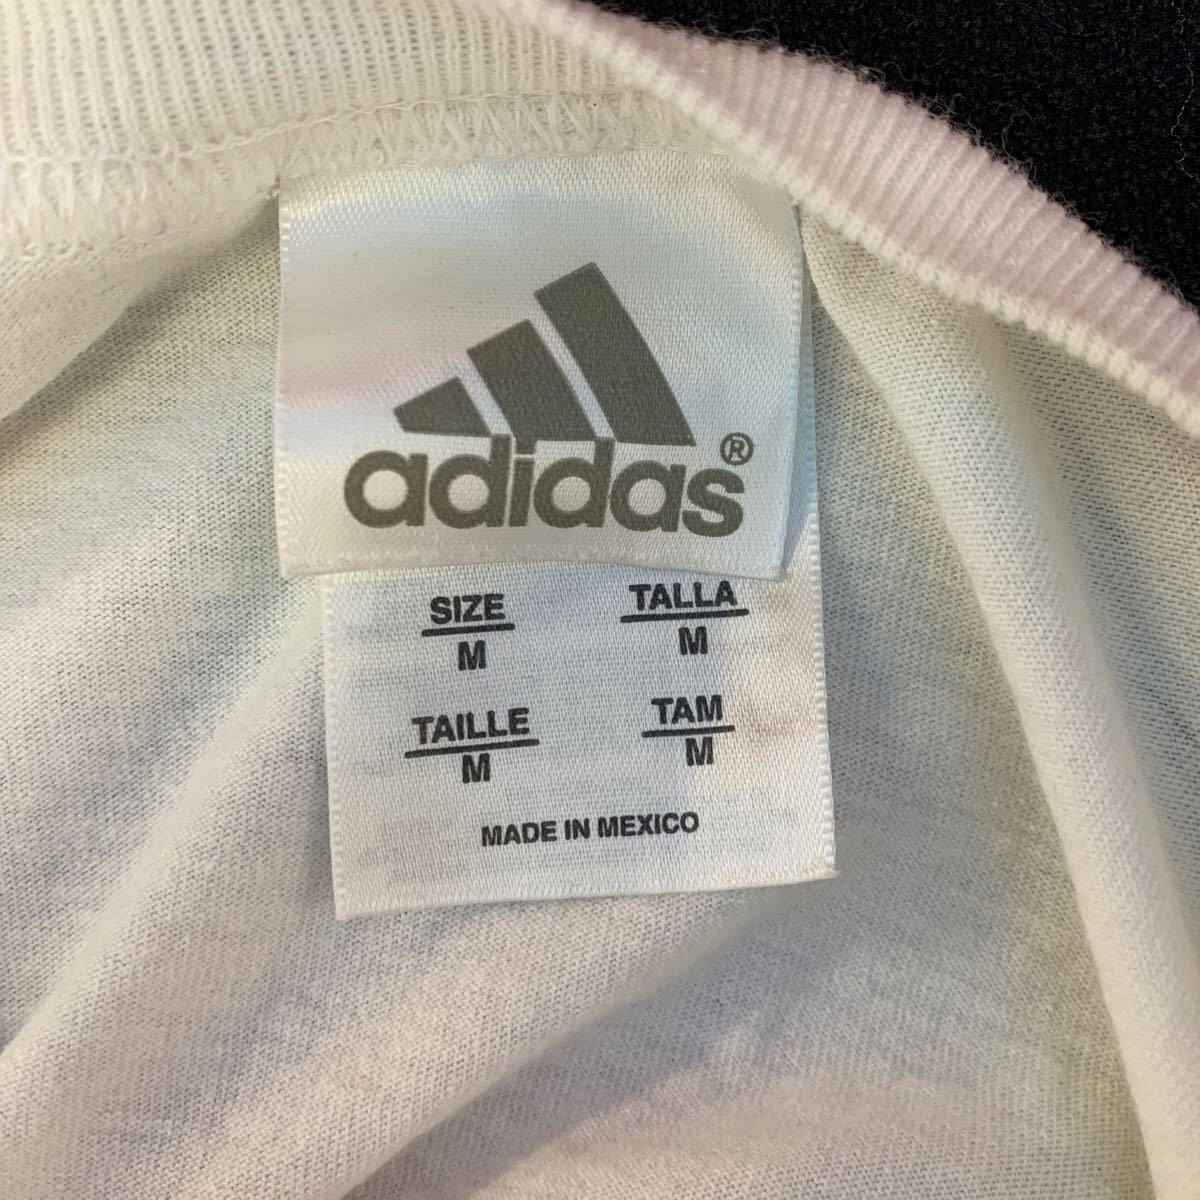 adidas®
SIZE TALLA
M M
TAILLE TAM
M M
MADE IN MEXICO